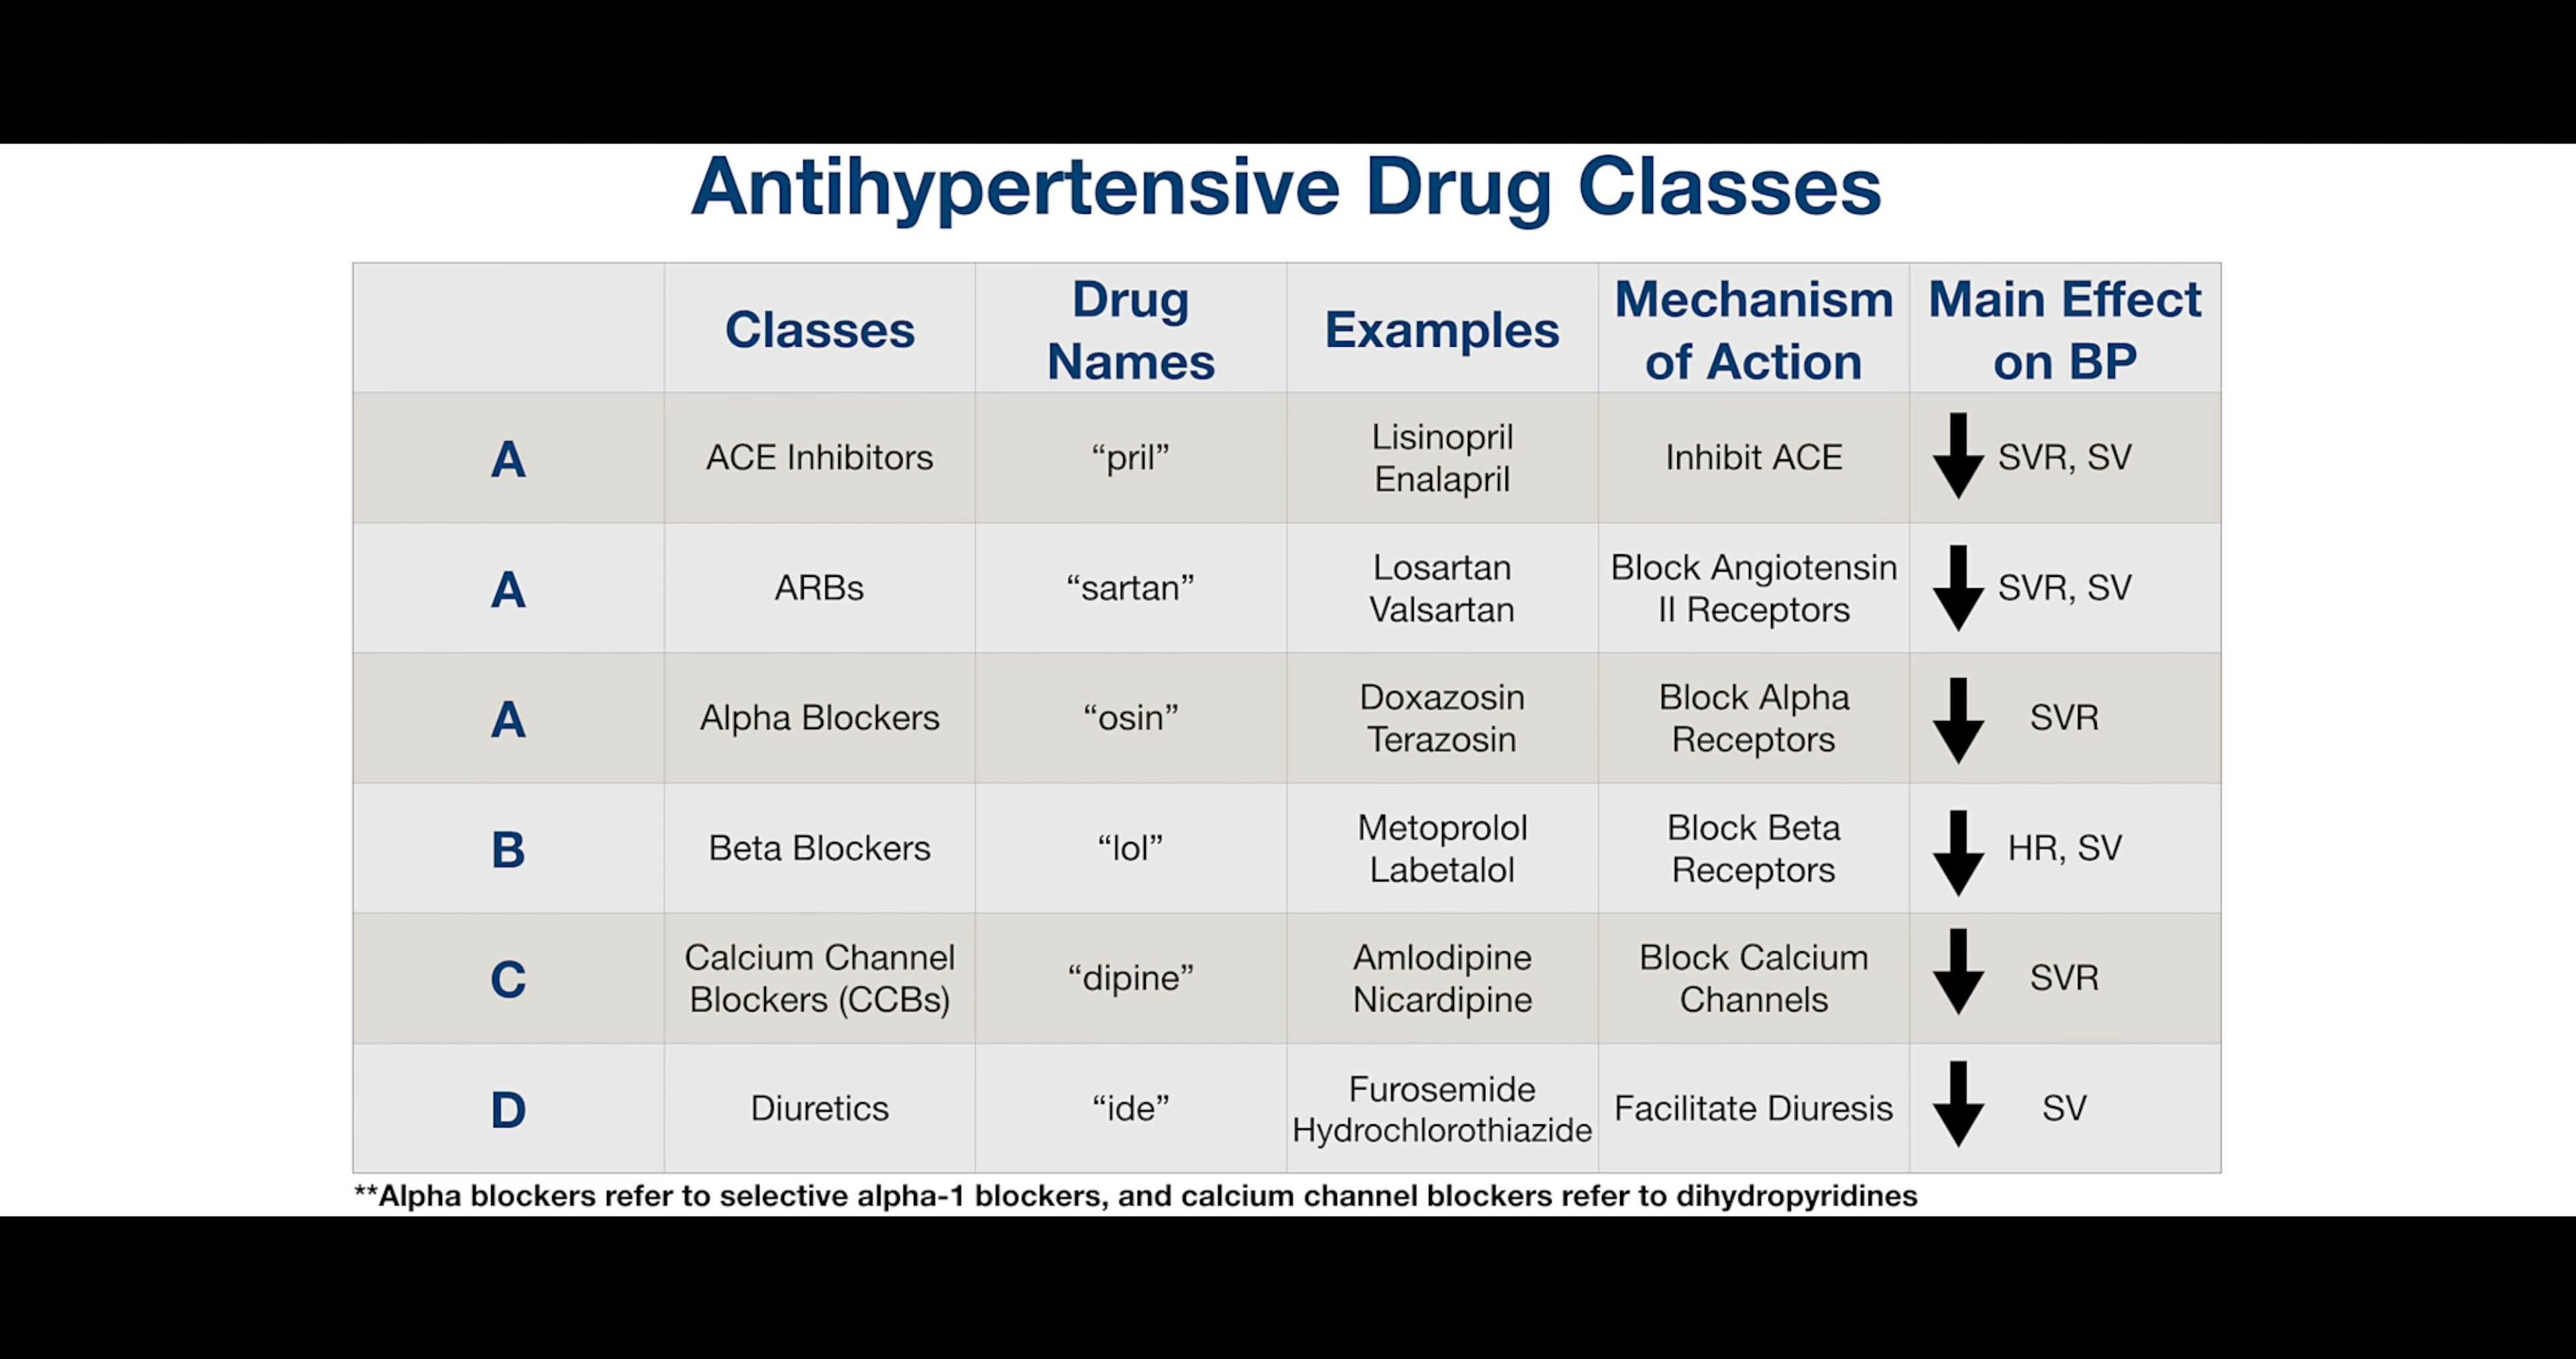 Antihypertensive Drug Classes
Classes
Drug
Names
Examples
Mechanism
of Action
Main Effect
on BP
A
ACE Inhibitors
“pril”
Lisinopril
Enalapril
Inhibit ACE
SVR, SV
A
ARBs
“sartan”
Losartan
Valsartan
Block Angiotensin
II Receptors
SVR, SV
A
Alpha Blockers
“osin”
Doxazosin
Terazosin
Block Alpha
Receptors
SVR
B
Beta Blockers
“lol”
Metoprolol
Labetalol
Block Beta
Receptors
HR, SV
C
Calcium Channel
Blockers (CCBs)
“dipine”
Amlodipine
Nicardipine
Block Calcium
Channels
SVR
D
Diuretics
“ide”
Furosemide
Hydrochlorothiazide
Facilitate Diuresis
SV
**Alpha blockers refer to selective alpha-1 blockers, and calcium channel blockers refer to dihydropyridines